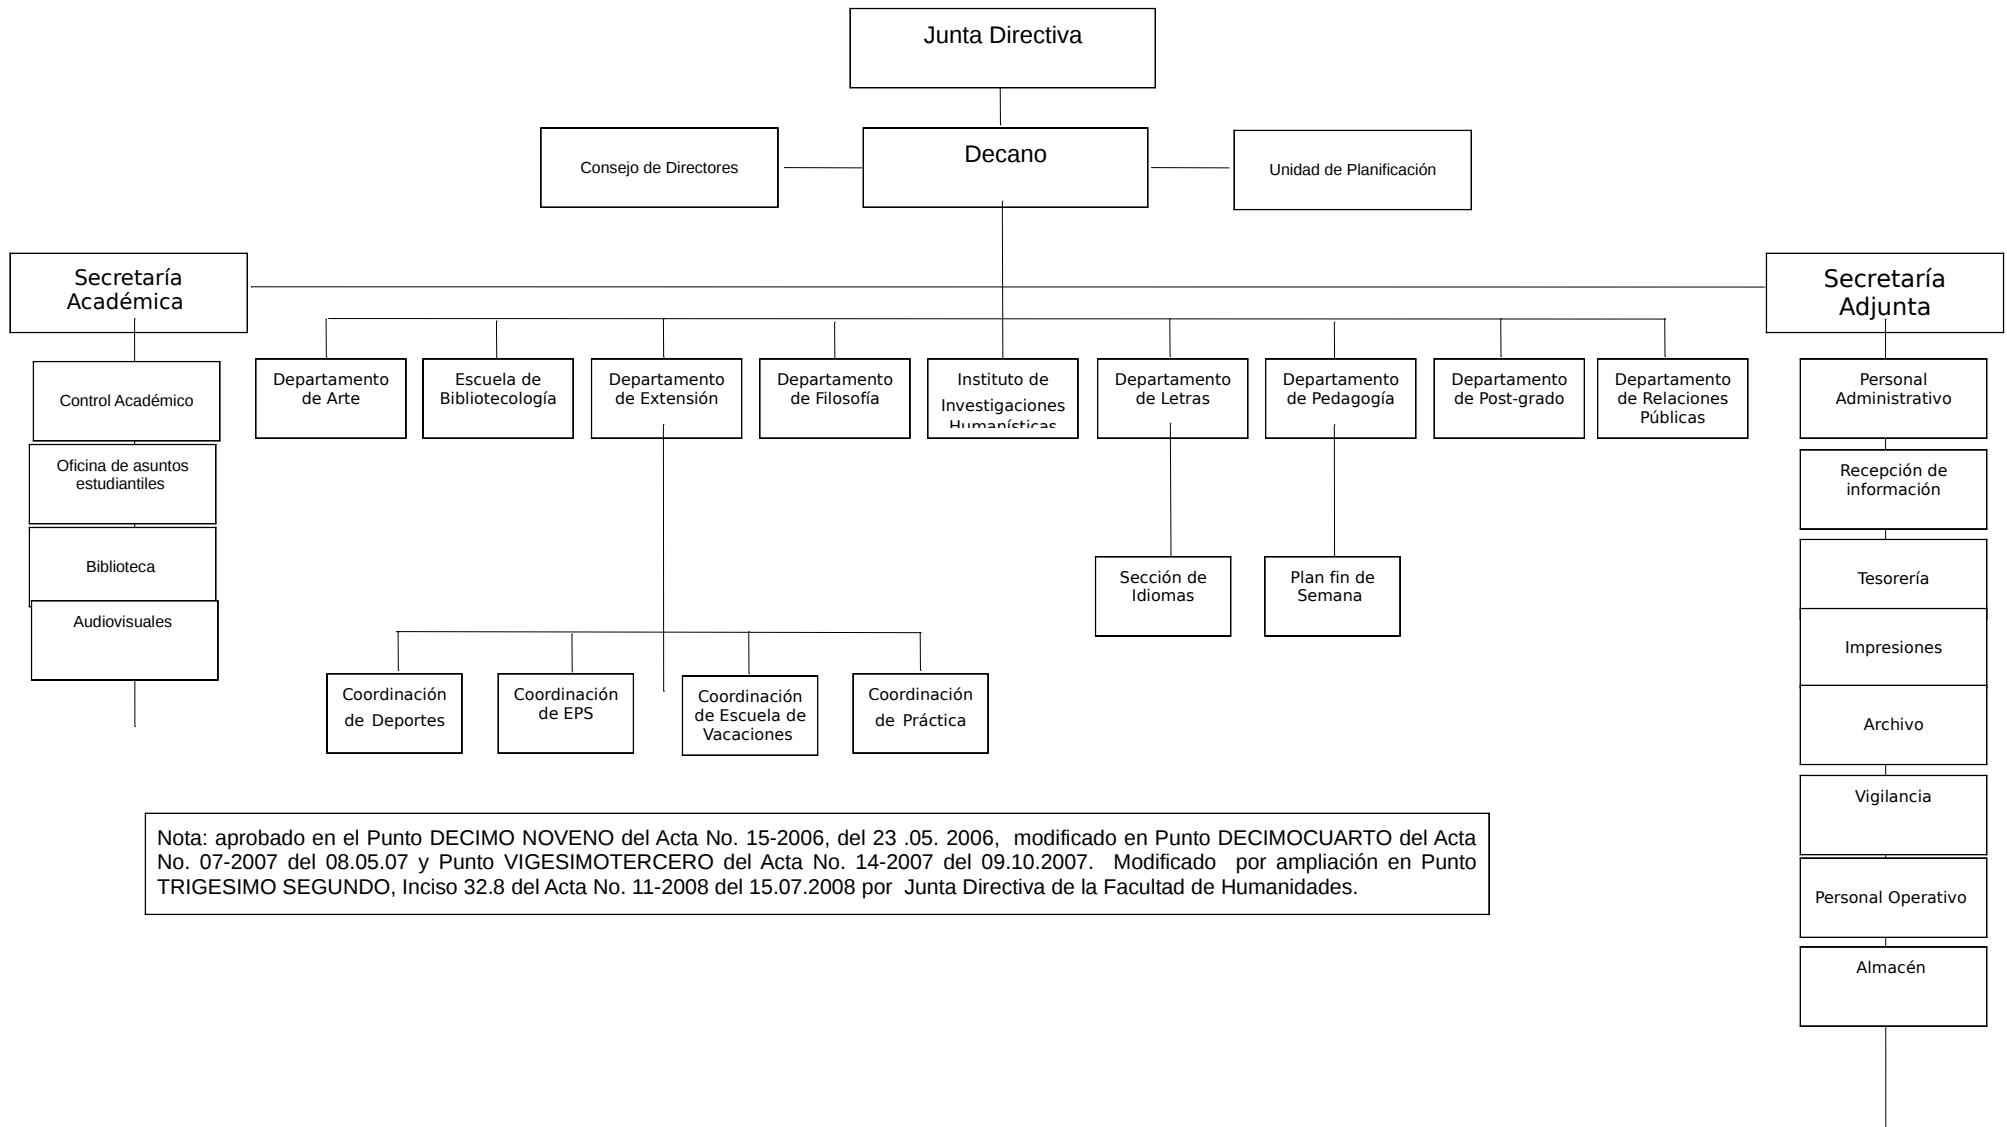 Junta Directiva
Consejo de Directores
Decano
Unidad de Planificación
Secretaría
Académica
Secretaría
Adjunta
Control Académico
Oficina de asuntos
estudiantiles
Biblioteca
Audiovisuales
Departamento
de Arte
Escuela de
Bibliotecología
Departamento
de Extensión
Departamento
de Filosofía
Instituto de
Investigaciones
Humanísticas
Departamento
de Letras
Departamento
de Pedagogía
Departamento
de Post-grado
Departamento
de Relaciones
Públicas
Sección de
Idiomas
Plan fin de
Semana
Coordinación
de Deportes
Coordinación
de EPS
Coordinación
de Escuela de
Vacaciones
Coordinación
de Práctica
Personal
Administrativo
Recepción de
información
Tesorería
Impresiones
Archivo
Vigilancia
Personal Operativo
Almacén
Nota: aprobado en el Punto DECIMO NOVENO del Acta No. 15-2006, del 23 .05. 2006, modificado en Punto DECIMOCUARTO del Acta
No. 07-2007 del 08.05.07 y Punto VIGESIMOTERCERO del Acta No. 14-2007 del 09.10.2007. Modificado por ampliación en Punto
TRIGESIMO SEGUNDO, Inciso 32.8 del Acta No. 11-2008 del 15.07.2008 por Junta Directiva de la Facultad de Humanidades.